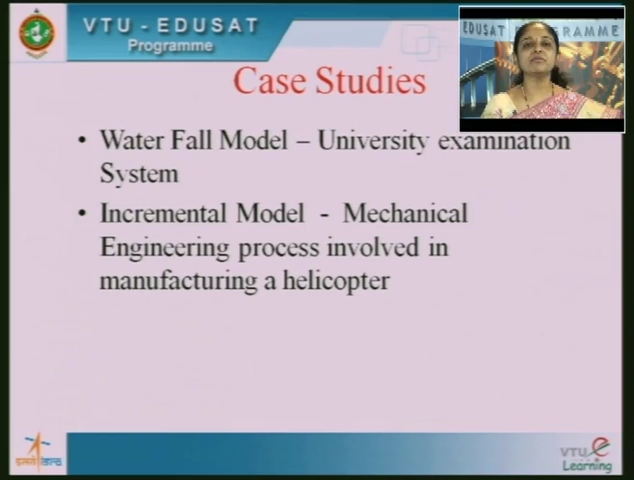 VTU - EDUSAT
Programme
EDUSAT PROGRAMME
Case Studies
• Water Fall Model – University examination
System
• Incremental Model - Mechanical
Engineering process involved in
manufacturing a helicopter
VTU e
Learning